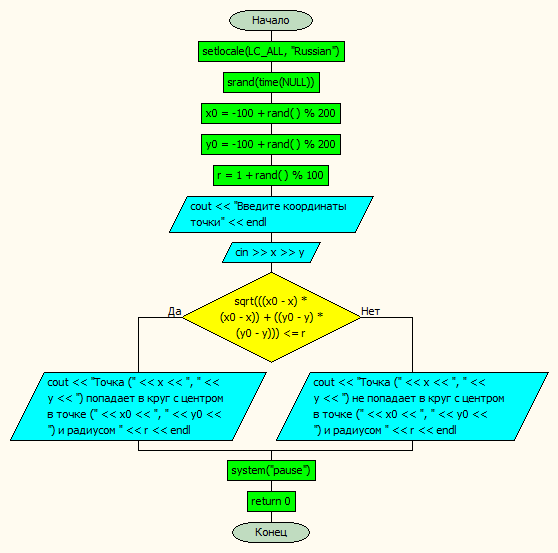 Начало
setlocale(LC_ALL, "Russian")
srand(time(NULL))
x0 = -100 + rand( ) % 200
y0 = -100 + rand( ) % 200
r = 1 + rand( ) % 100
cout << "Введите координаты
точки" << endl
cin >> x >> y
sqrt(((x0 - x) *
(x0 - x)) + ((y0 - y) *
(y0 - y))) <= r
Да
Нет
cout << "Точка (" << x << ", " <<
y << ") попадает в круг с центром
в точке (" << x0 << ", " << y0 <<
") и радиусом " << r << endl
cout << "Точка (" << x << ", " <<
y << ") не попадает в круг с центром
в точке (" << x0 << ", " << y0 <<
") и радиусом " << r << endl
system("pause")
return 0
Конец